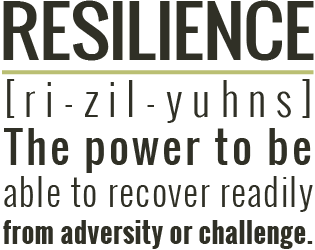 RESILIENCE
[ri-zil-yuhns]
The power to be
able to recover readily
from adversity or challenge.